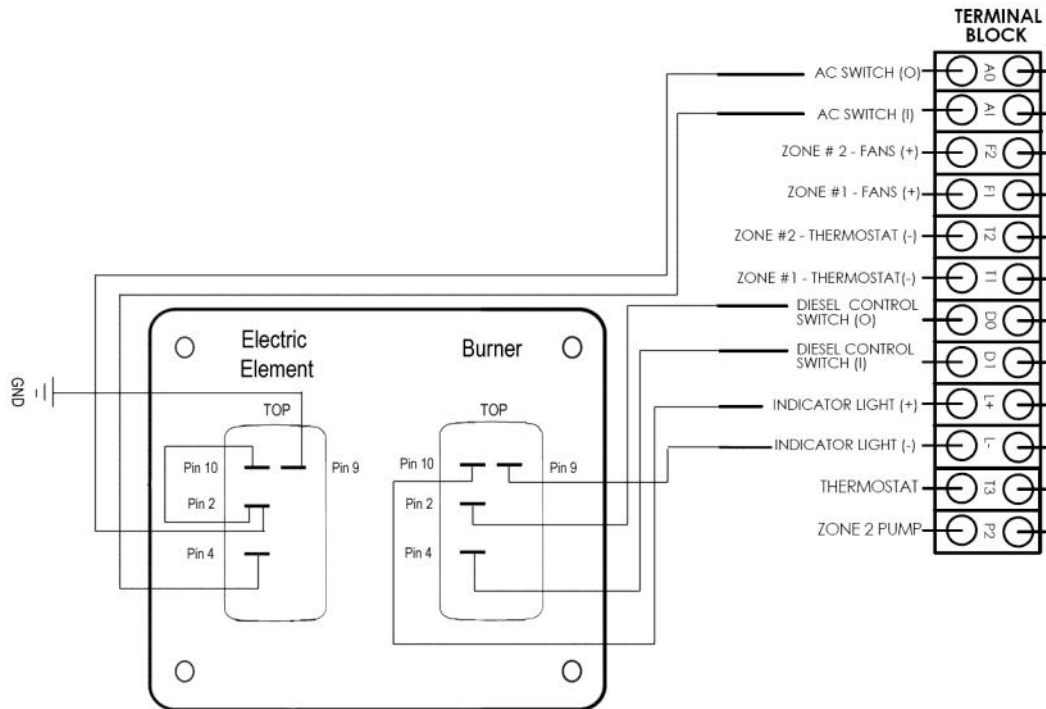 TERMINAL
BLOCK
AC SWITCH (O)
A0
AC SWITCH (I)
A1
ZONE # 2 - FANS (+)
F2
ZONE #1 - FANS (+)
F1
ZONE #2 - THERMOSTAT (-)
T2
ZONE #1 - THERMOSTAT(-)
T1
DIESEL CONTROL
SWITCH (O)
D0
DIESEL CONTROL
SWITCH (I)
D1
INDICATOR LIGHT (+)
L+
INDICATOR LIGHT (-)
L-
THERMOSTAT
T3
ZONE 2 PUMP
P2
GND
Electric
Element
TOP
Pin 10
Pin 9
Pin 2
Pin 4
Burner
TOP
Pin 10
Pin 9
Pin 2
Pin 4